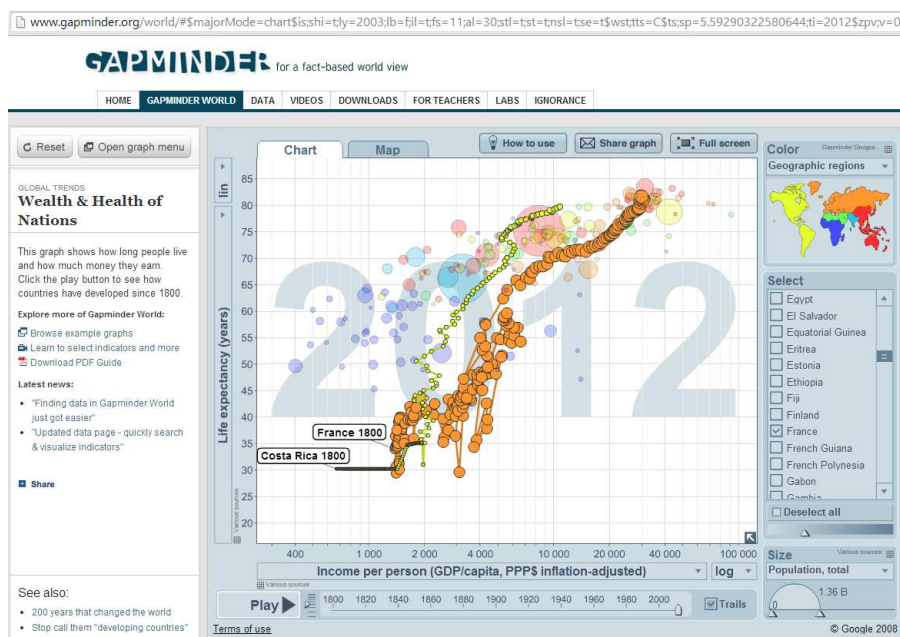 www.gapminder.org/world/#$majorMode=chart$is;shi=t;ly=2003;lb=f;il=t;fs=11;al=30;stl=t;st=t;nsl=t;se=t$wst;tts=C$ts;sp=5.59290322580644;ti=2012$zpv;v=0
GAPMINDER for a fact-based world view
HOME GAPMINDER WORLD DATA VIDEOS DOWNLOADS FOR TEACHERS LABS IGNORANCE
Reset Open graph menu
GLOBAL TRENDS
Wealth & Health of
Nations
This graph shows how long people live
and how much money they earn.
Click the play button to see how
countries have developed since 1800.
Explore more of Gapminder World:
Browse example graphs
Learn to select indicators and more
Download PDF Guide
Latest news:
• "Finding data in Gapminder World
just got easier"
• "Updated data page - quickly search
& visualize indicators"
Share
See also:
• 200 years that changed the world
• Stop call them "developing countries"
Chart Map
How to use Share graph Full screen
lin
Life expectancy (years)
Various sources
85
80
75
70
65
60
55
50
45
40
35
30
25
20
2012
France 1800
Costa Rica 1800
400 1 000 2 000 4 000 10 000 20 000 40 000 100 000
Income per person (GDP/capita, PPP$ inflation-adjusted) log
Various sources
Play 1800 1820 1840 1860 1880 1900 1920 1940 1960 1980 2000 Trails
Terms of use
Color Gapminder Geogra...
Geographic regions
Select
Egypt
El Salvador
Equatorial Guinea
Eritrea
Estonia
Ethiopia
Fiji
Finland
France
French Guiana
French Polynesia
Gabon
Gambia
Deselect all
Size Various sources
Population, total
0 1.36 B
© Google 2008